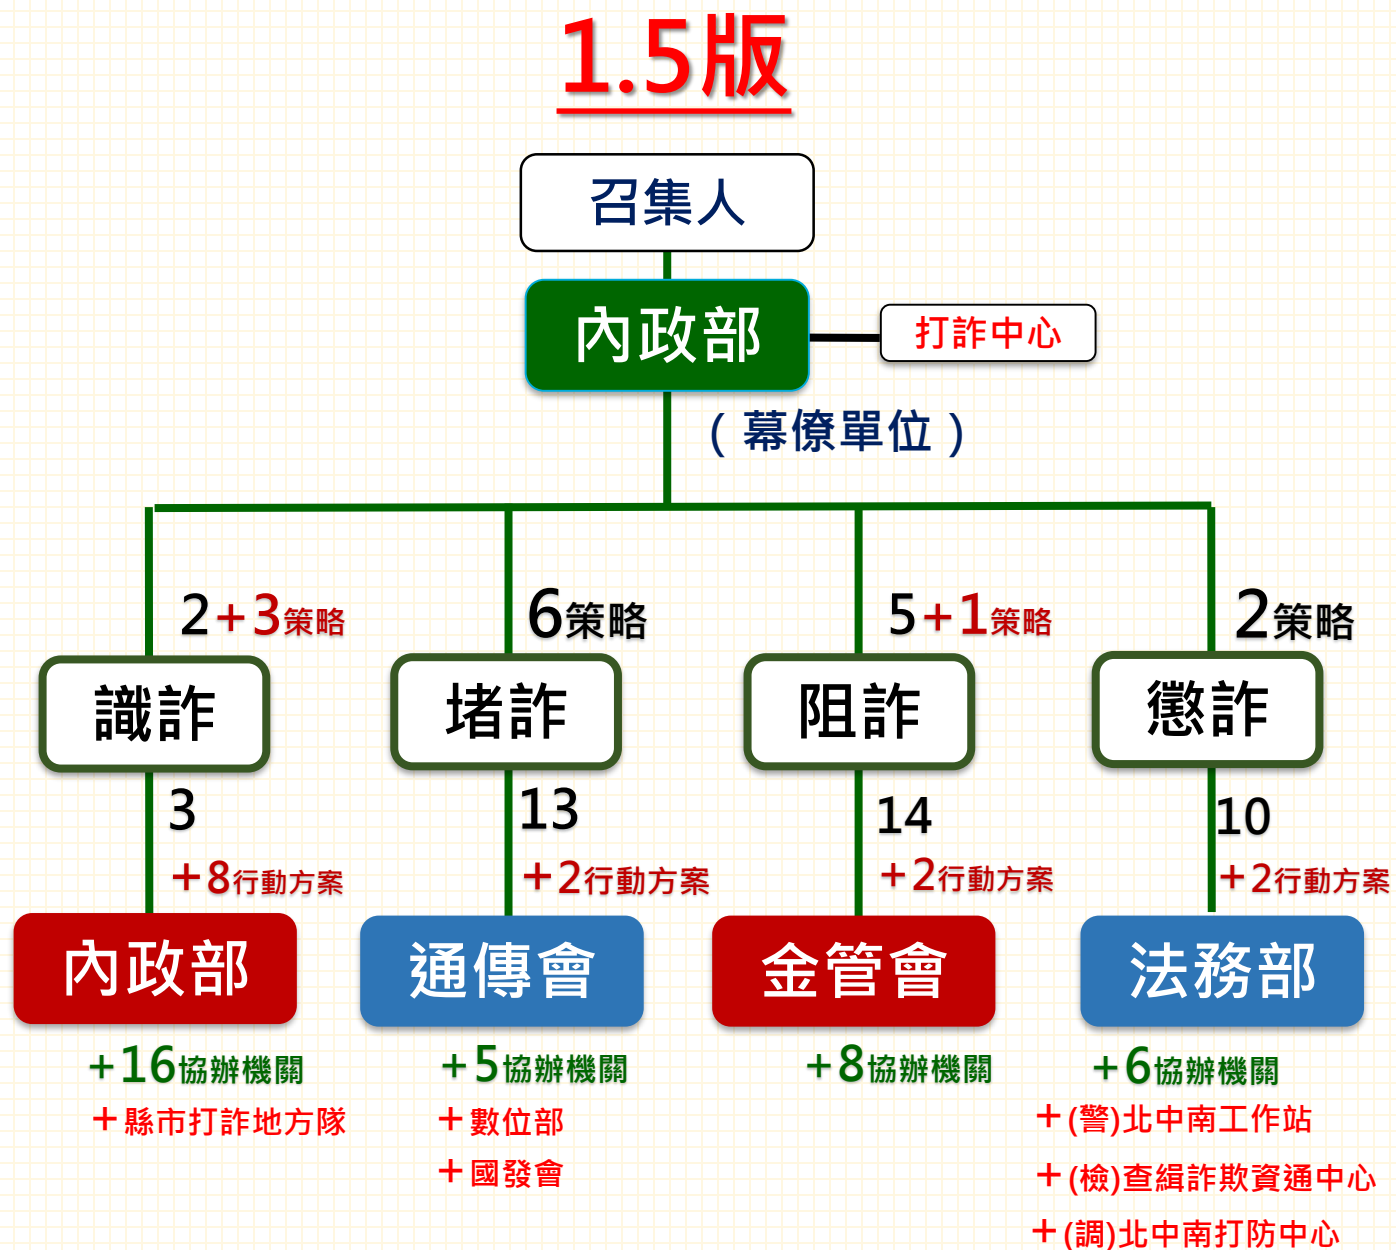 1.5版
召集人
內政部
打詐中心
（幕僚單位）
2+3策略
6策略
5+1策略
2策略
識詐
堵詐
阻詐
懲詐
3
+8行動方案
13
+2行動方案
14
+2行動方案
10
+2行動方案
內政部
通傳會
金管會
法務部
+16協辦機關
+縣市打詐地方隊
+5協辦機關
+數位部
+國發會
+8協辦機關
+6協辦機關
+(警)北中南工作站
+(檢)查緝詐欺資通中心
+(調)北中南打防中心